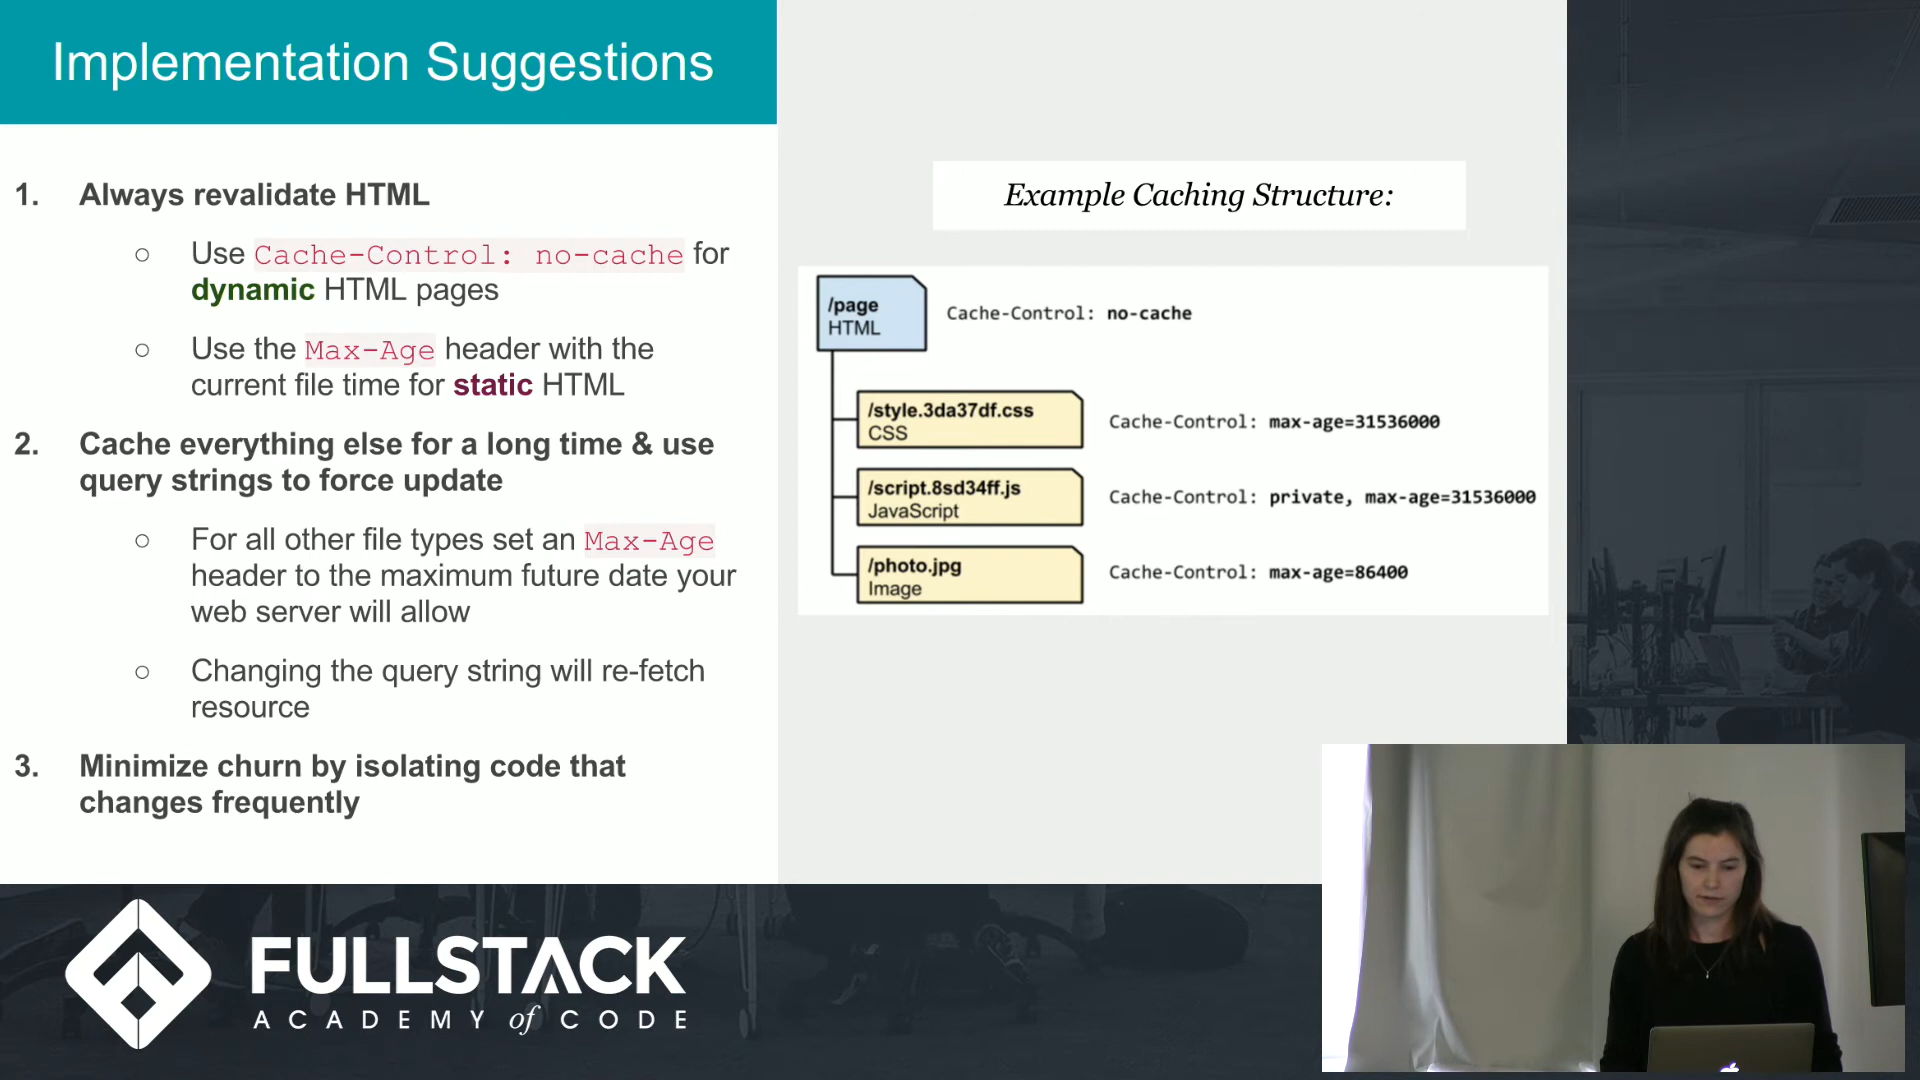 Implementation Suggestions
1. Always revalidate HTML
○ Use Cache-Control: no-cache for
dynamic HTML pages
○ Use the Max-Age header with the
current file time for static HTML
2. Cache everything else for a long time & use
query strings to force update
○ For all other file types set an Max-Age
header to the maximum future date your
web server will allow
○ Changing the query string will re-fetch
resource
3. Minimize churn by isolating code that
changes frequently
Example Caching Structure:
/page
HTML
Cache-Control: no-cache
/style.3da37df.css
CSS
Cache-Control: max-age=31536000
/script.8sd34ff.js
JavaScript
Cache-Control: private, max-age=31536000
/photo.jpg
Image
Cache-Control: max-age=86400
FULLSTACK
ACADEMY of CODE